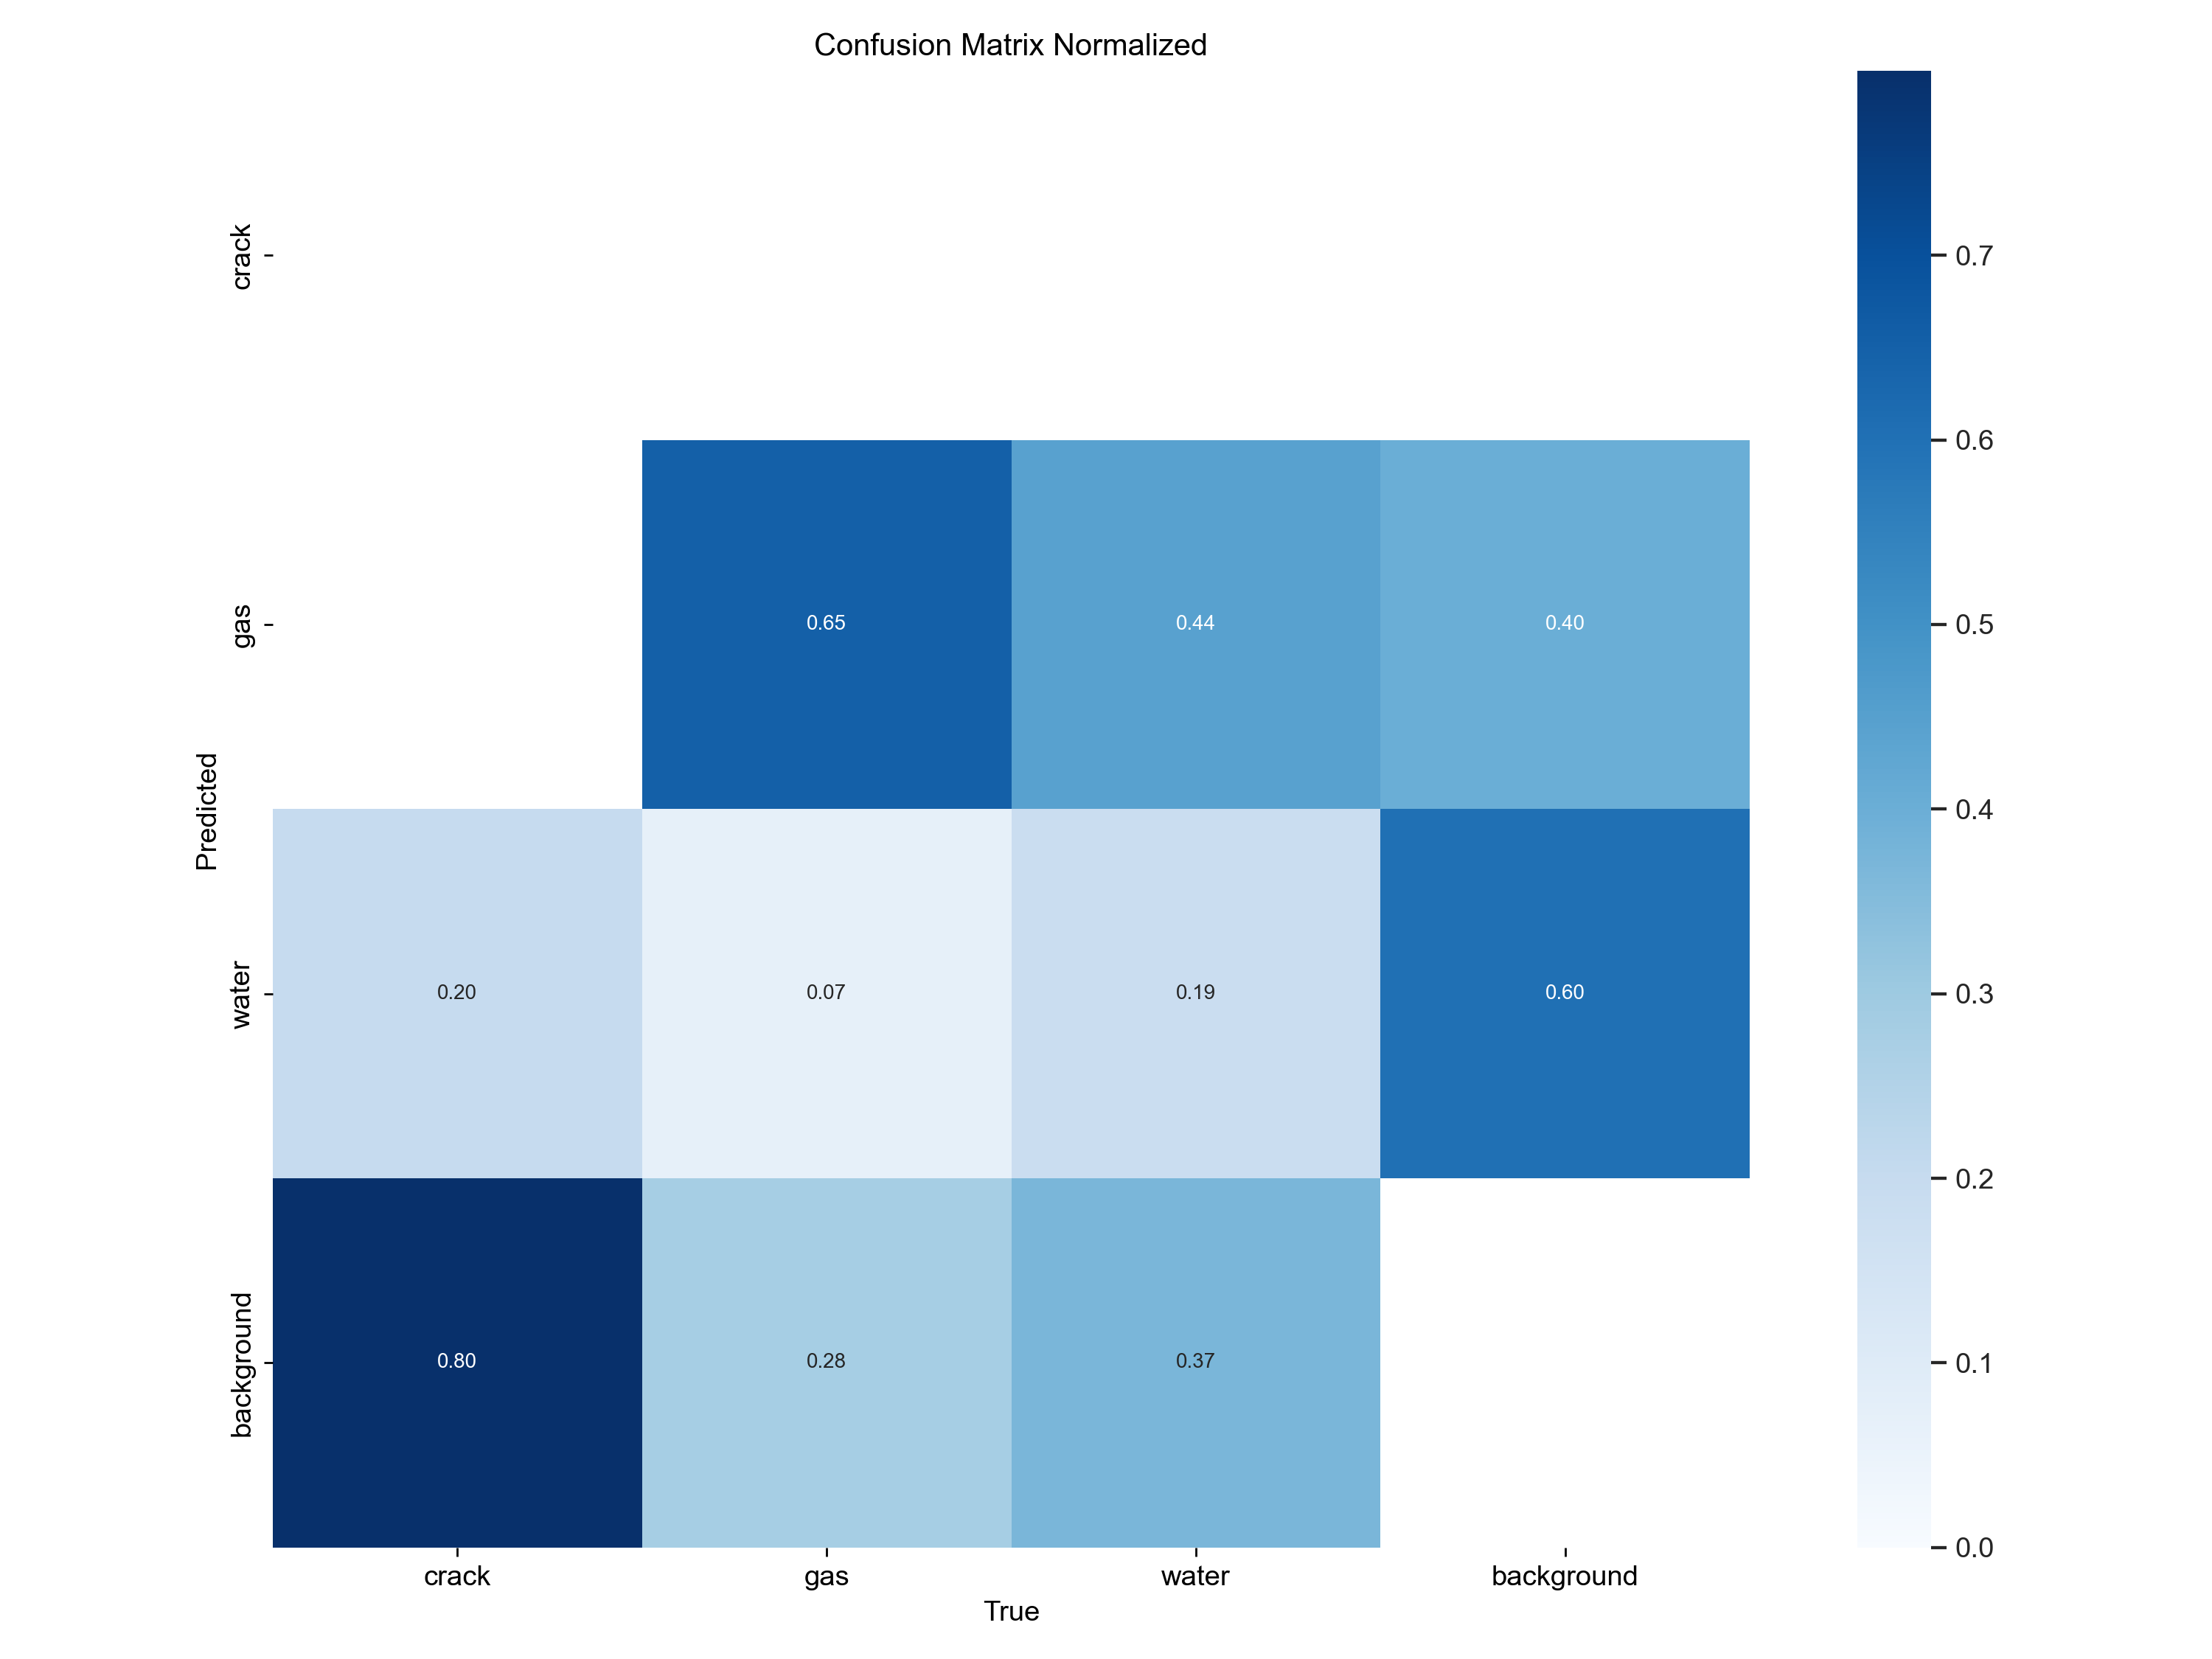 Confusion Matrix Normalized
crack
gas
water
background
Predicted
0.65 0.44 0.40
0.20 0.07 0.19 0.60
0.80 0.28 0.37
crack gas water background
True
0.7
0.6
0.5
0.4
0.3
0.2
0.1
0.0